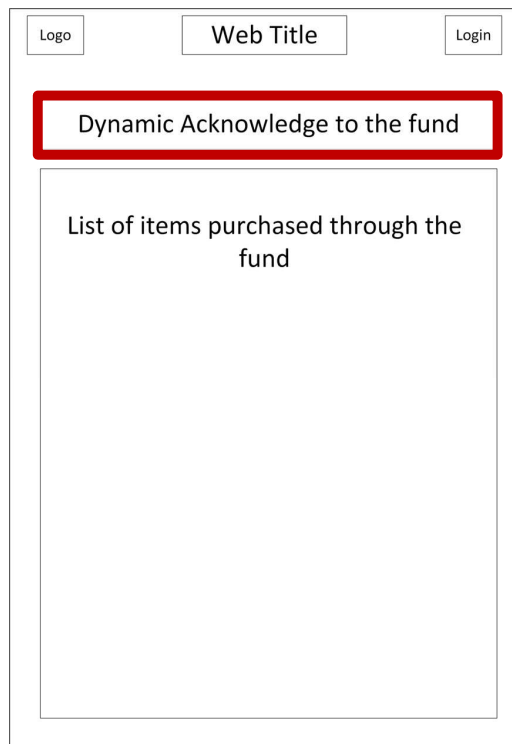 Logo
Web Title
Login
Dynamic Acknowledge to the fund
List of items purchased through the
fund